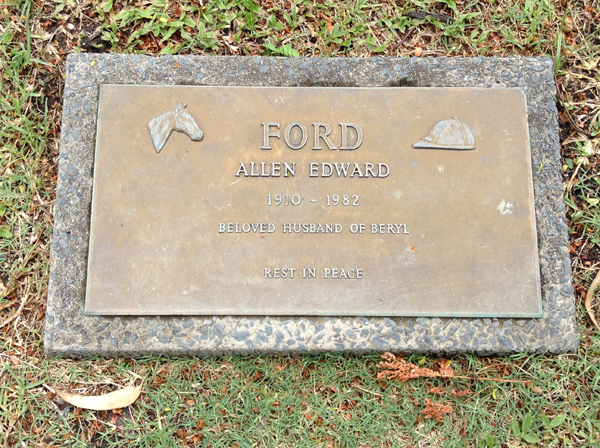 FORD
ALLEN EDWARD
1910 - 1982
BELOVED HUSBAND OF BERYL
REST IN PEACE